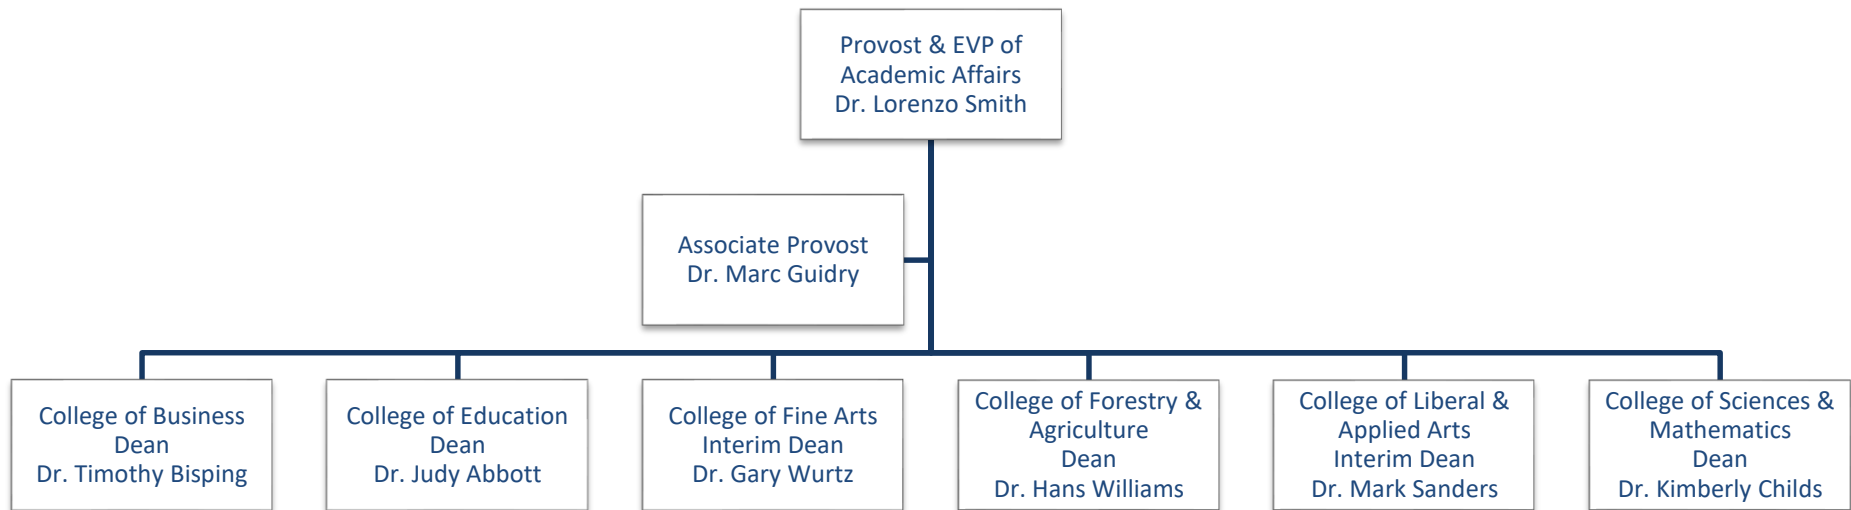 Provost & EVP of
Academic Affairs
Dr. Lorenzo Smith
Associate Provost
Dr. Marc Guidry
College of Business
Dean
Dr. Timothy Bisping
College of Education
Dean
Dr. Judy Abbott
College of Fine Arts
Interim Dean
Dr. Gary Wurtz
College of Forestry &
Agriculture
Dean
Dr. Hans Williams
College of Liberal &
Applied Arts
Interim Dean
Dr. Mark Sanders
College of Sciences &
Mathematics
Dean
Dr. Kimberly Childs